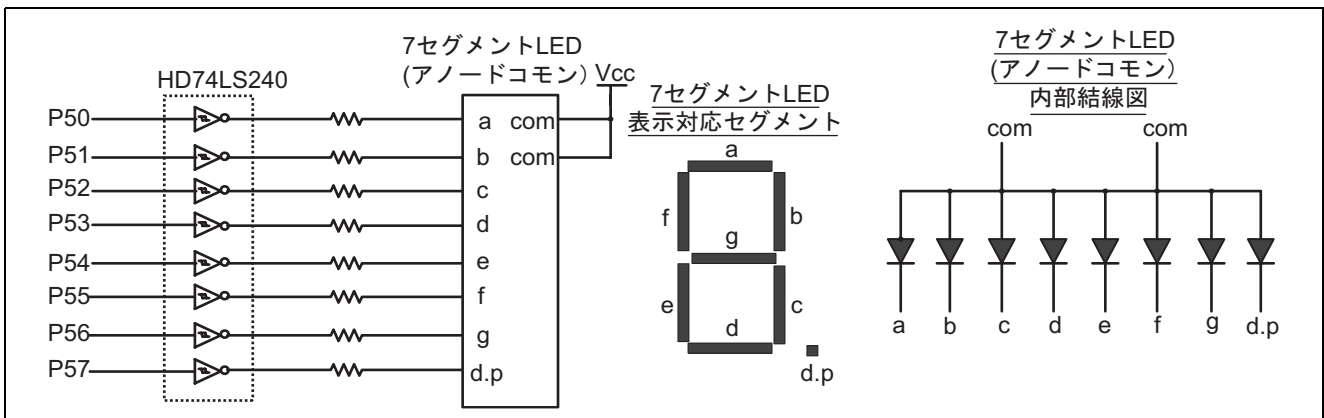 HD74LS240
P50
P51
P52
P53
P54
P55
P56
P57
7セグメントLED
(アノードコモン)
Vcc
a com
b com
c
d
e
f
g
d.p
7セグメントLED
表示対応セグメント
a
f
b
g
e
c
d
d.p
7セグメントLED
(アノードコモン)
内部結線図
com com
a b c d e f g d.p